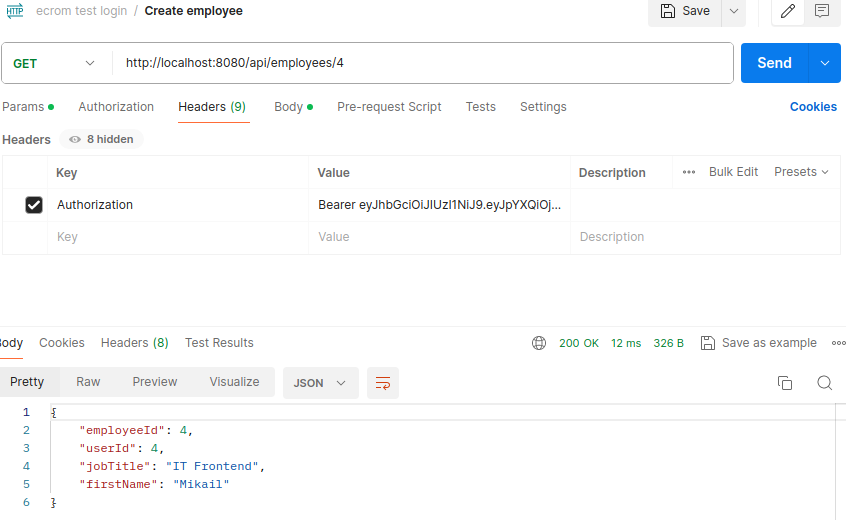 HTTP ecrom test login / Create employee Save
GET http://localhost:8080/api/employees/4 Send
Params Authorization Headers (9) Body Pre-request Script Tests Settings Cookies
Headers 8 hidden
Key Value Description Bulk Edit Presets
Authorization Bearer eyJhbGciOiJIUzI1NiJ9.eyJpYXQiOj...
Key Value Description
Body Cookies Headers (8) Test Results 200 OK 12 ms 326 B Save as example
Pretty Raw Preview Visualize JSON
1 {
2 "employeeId": 4,
3 "userId": 4,
4 "jobTitle": "IT Frontend",
5 "firstName": "Mikail"
6 }